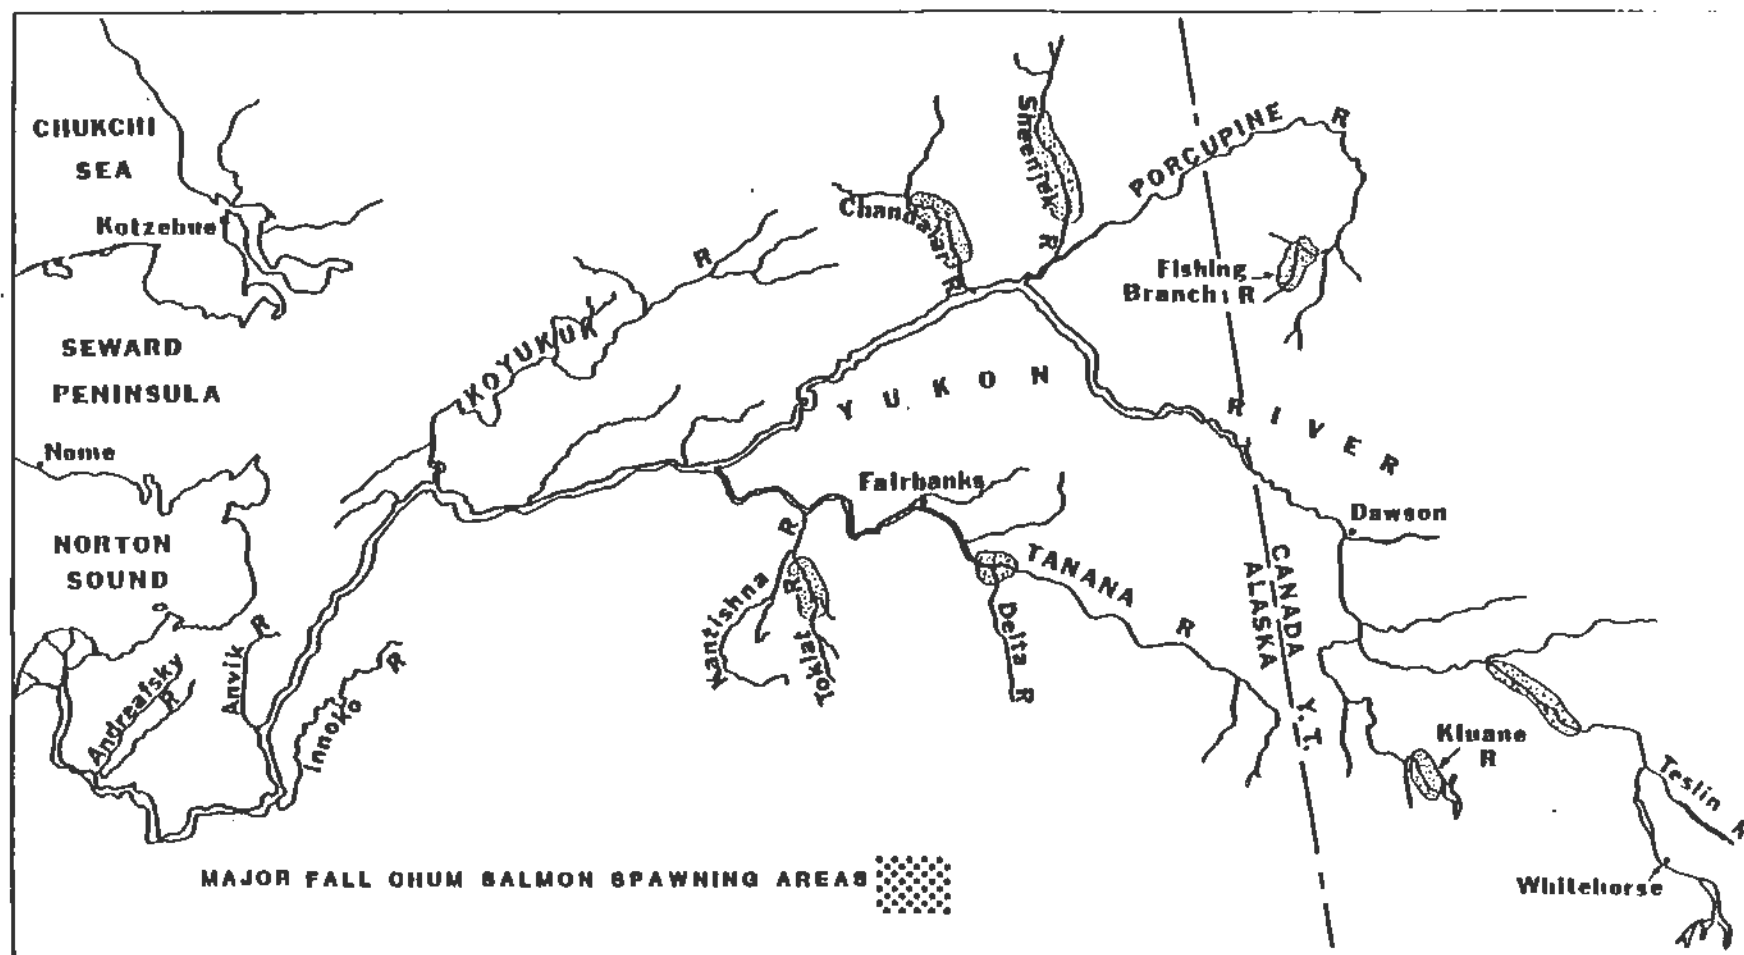 CHUKCHI
SEA
Kotzebue
SEWARD
PENINSULA
Nome
NORTON
SOUND
Andreafsky R
Anvik R
Innoko R
KOYUKUK R
Chandalar R
Sheenjek R
PORCUPINE R
Fishing
Branch R
YUKON RIVER
Fairbanks
Kantishna R
Toklat R
TANANA R
Delta R
CANADA
ALASKA
Y.T.
Dawson
Kluane
R
Teslin R
Whitehorse
MAJOR FALL CHUM SALMON SPAWNING AREAS